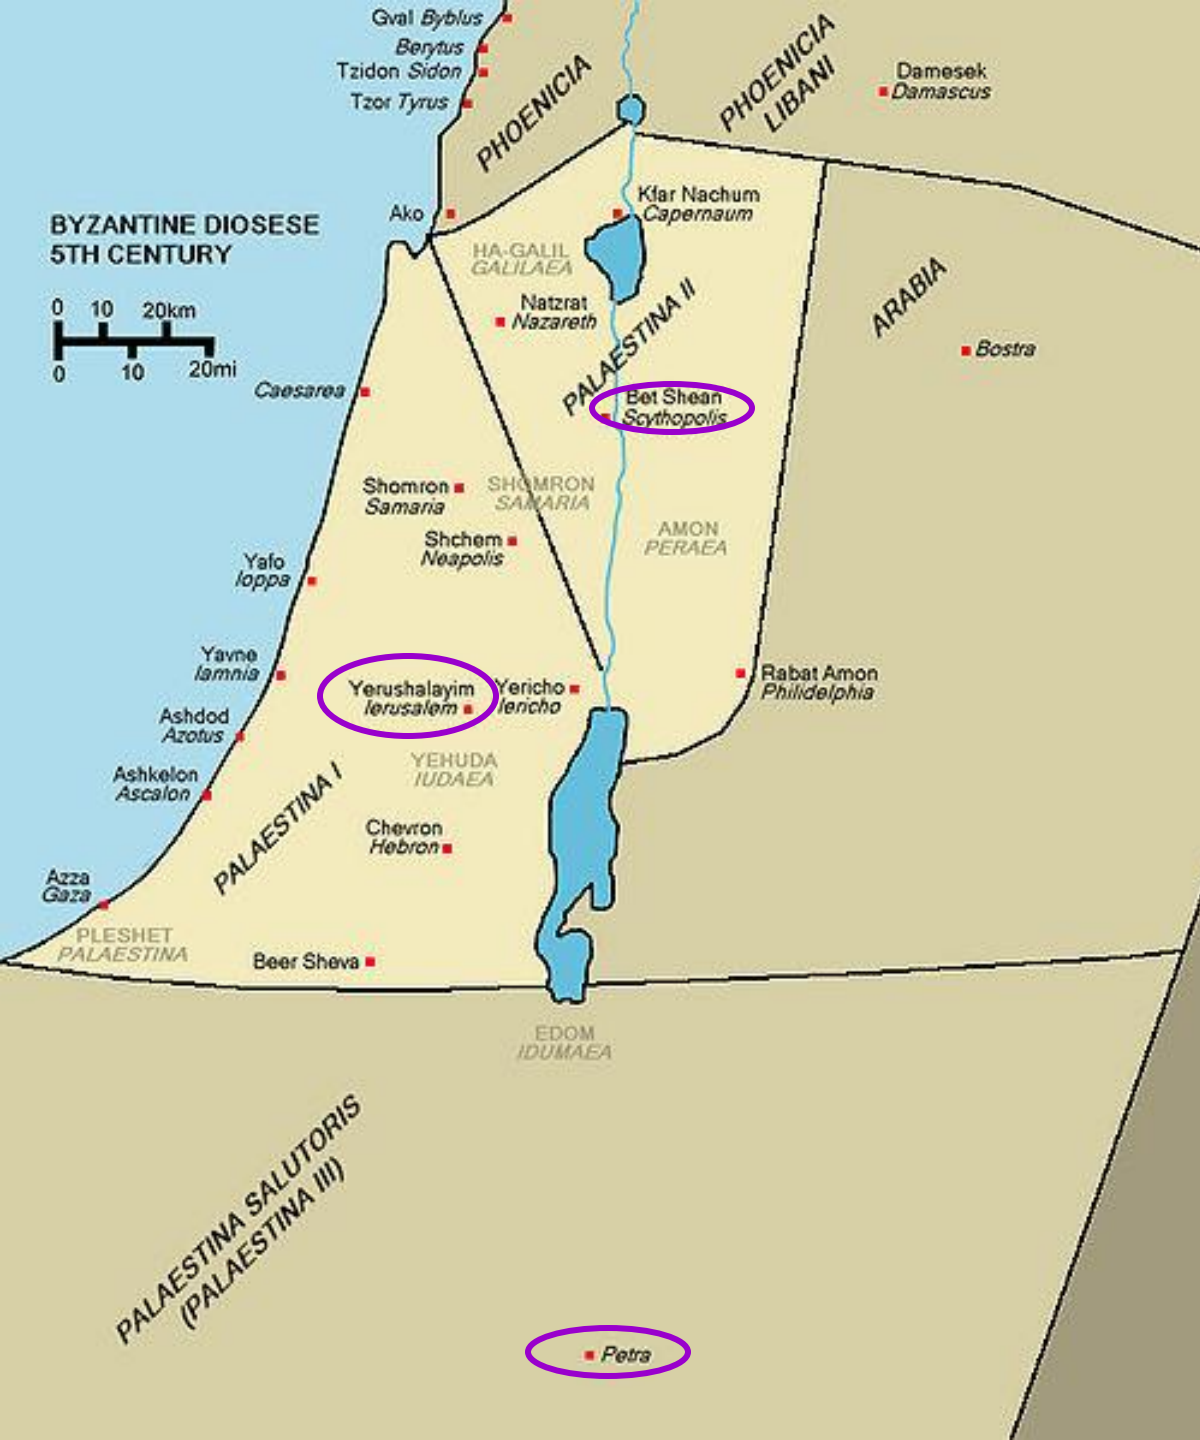 Gval Byblus
Berytus
Tzidon Sidon
Tzor Tyrus
PHOENICIA
PHOENICIA
LIBANI
Damesek
Damascus
Ako
Kfar Nachum
Capernaum
BYZANTINE DIOSESE
5TH CENTURY
HA-GALIL
GALILAEA
0 10 20km
0 10 20mi
Natzrat
Nazareth
PALAESTINA II
ARABIA
Bostra
Caesarea
Bet Shean
Scythopolis
Shomron
Samaria
SHOMRON
SAMARIA
Shchem
Neapolis
AMON
PERAEA
Yafo
Ioppa
Yavne
Iamnia
Yerushalayim
Ierusalem
Yericho
Iericho
Rabat Amon
Philidelphia
Ashdod
Azotus
YEHUDA
IUDAEA
Ashkelon
Ascalon
PALAESTINA I
Chevron
Hebron
Azza
Gaza
PLESHET
PALAESTINA
Beer Sheva
EDOM
IDUMAEA
PALAESTINA SALUTORIS
(PALAESTINA III)
Petra